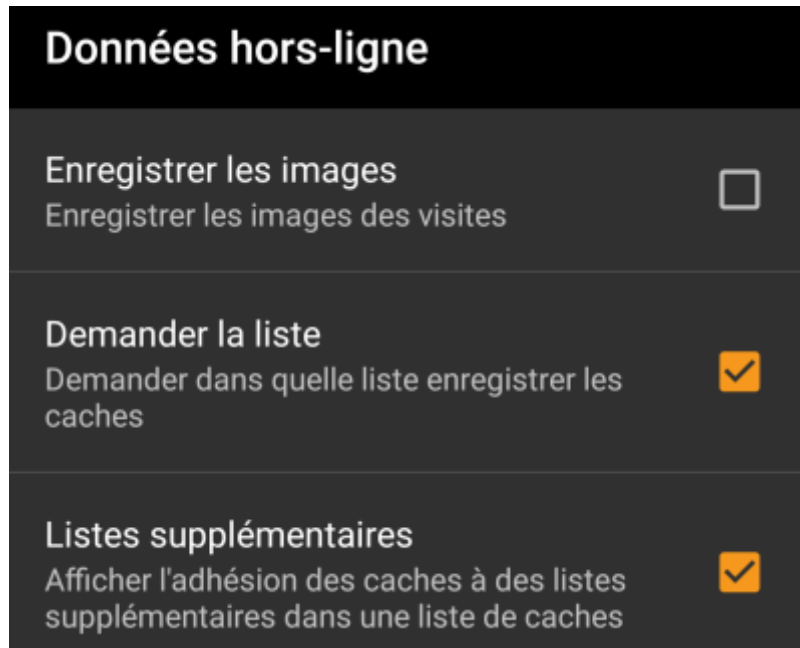 Données hors-ligne
Enregistrer les images
Enregistrer les images des visites
Demander la liste
Demander dans quelle liste enregistrer les
caches
Listes supplémentaires
Afficher l'adhésion des caches à des listes
supplémentaires dans une liste de caches